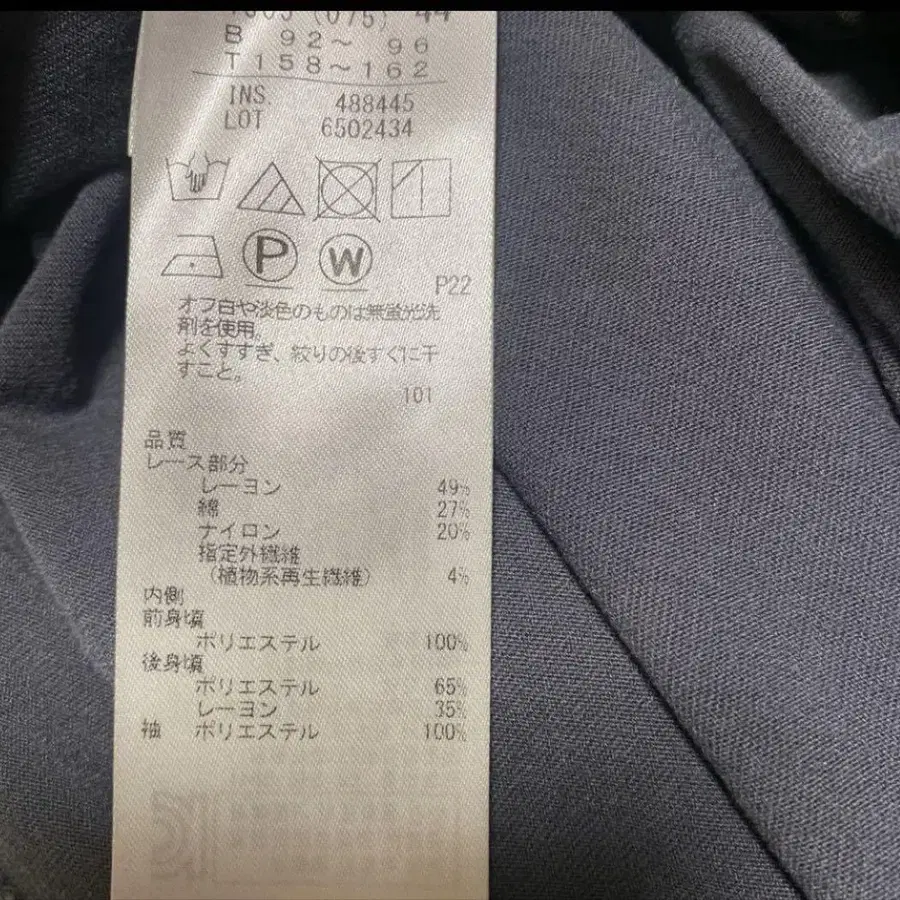 (075) 44
B 92～96
T158～162
INS. 488445
LOT 6502434
P W
P22
オフ白や淡色のものは無蛍光洗
剤を使用。
よくすすぎ、絞りの後すぐに干
すこと。
101
品質
レース部分
レーヨン 49%
綿 27%
ナイロン 20%
指定外繊維
(植物系再生繊維) 4%
内側
前身頃
ポリエステル 100%
後身頃
ポリエステル 65%
レーヨン 35%
袖 ポリエステル 100%